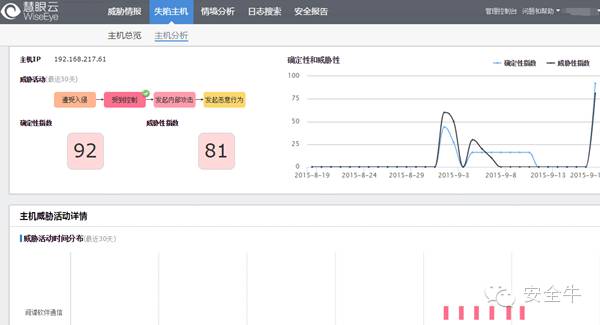 慧眼云
WiseEye
威胁情报 失陷主机 情境分析 日志搜索 安全报告
管理控制台 问题和帮助
主机总览 主机分析
主机IP 192.168.217.61
威胁活动(最近30天)
遭受入侵 受到控制 发起内部攻击 发起恶意行为
确定性指数 威胁性指数
92 81
确定性和威胁性
确定性指数 威胁性指数
100
75
50
25
0
2015-8-19 2015-8-24 2015-8-29 2015-9-3 2015-9-8 2015-9-13 2015-9-1
主机威胁活动详情
威胁活动时间分布(最近30天)
间谍软件通信
安全牛